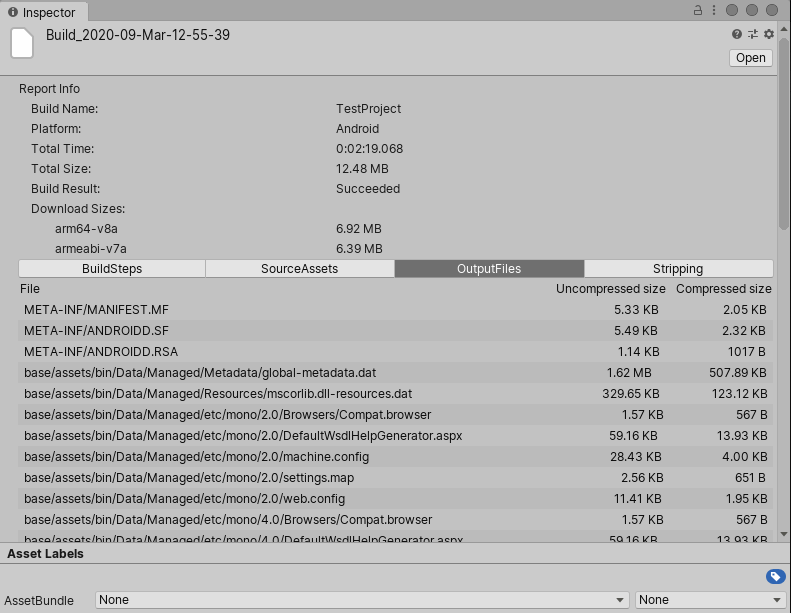 Inspector
Build_2020-09-Mar-12-55-39
Open
Report Info
Build Name: TestProject
Platform: Android
Total Time: 0:02:19.068
Total Size: 12.48 MB
Build Result: Succeeded
Download Sizes:
arm64-v8a 6.92 MB
armeabi-v7a 6.39 MB
BuildSteps SourceAssets OutputFiles Stripping
File Uncompressed size Compressed size
META-INF/MANIFEST.MF 5.33 KB 2.05 KB
META-INF/ANDROIDD.SF 5.49 KB 2.32 KB
META-INF/ANDROIDD.RSA 1.14 KB 1017 B
base/assets/bin/Data/Managed/Metadata/global-metadata.dat 1.62 MB 507.89 KB
base/assets/bin/Data/Managed/Resources/mscorlib.dll-resources.dat 329.65 KB 123.12 KB
base/assets/bin/Data/Managed/etc/mono/2.0/Browsers/Compat.browser 1.57 KB 567 B
base/assets/bin/Data/Managed/etc/mono/2.0/DefaultWsdlHelpGenerator.aspx 59.16 KB 13.93 KB
base/assets/bin/Data/Managed/etc/mono/2.0/machine.config 28.43 KB 4.00 KB
base/assets/bin/Data/Managed/etc/mono/2.0/settings.map 2.56 KB 651 B
base/assets/bin/Data/Managed/etc/mono/2.0/web.config 11.41 KB 1.95 KB
base/assets/bin/Data/Managed/etc/mono/4.0/Browsers/Compat.browser 1.57 KB 567 B
base/assets/bin/Data/Managed/etc/mono/4.0/DefaultWsdlHelpGenerator.aspx 59.16 KB 13.93 KB
Asset Labels
AssetBundle None None